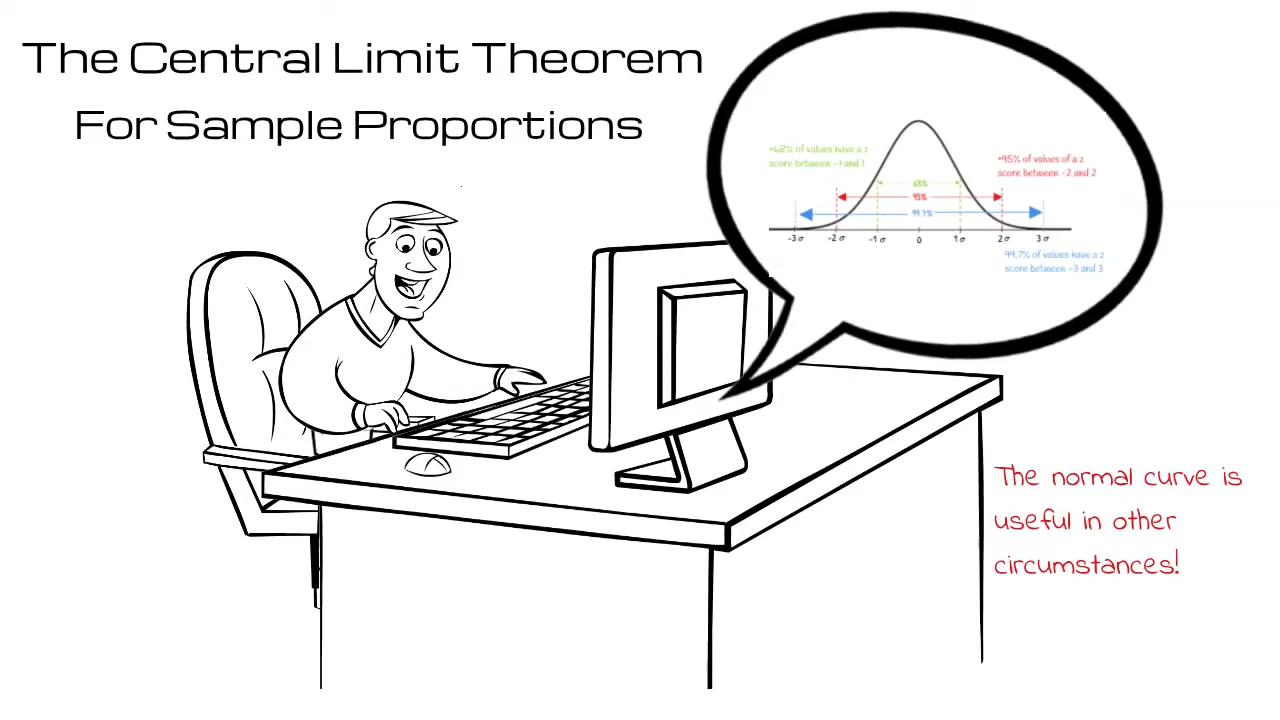 The Central Limit Theorem
For Sample Proportions
•68% of values have a z
score between -1 and 1
•95% of values of a z
score between -2 and 2
68%
95%
99.7%
-3σ -2σ -1σ 0 1σ 2σ 3σ
99.7% of values have a z
score between -3 and 3
The normal curve is
useful in other
circumstances!